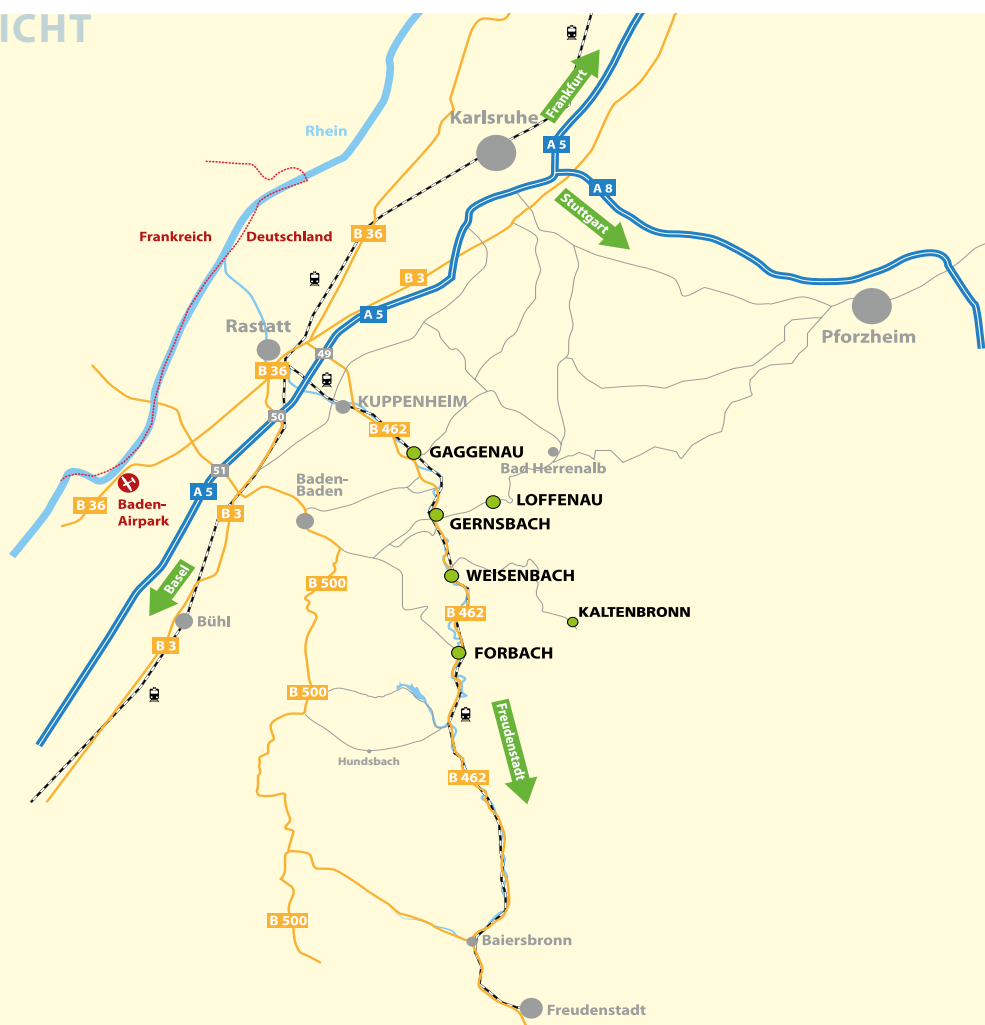 ICHT
Frankfurt
Karlsruhe
Rhein
A 5
A 8
Stuttgart
Frankreich
Deutschland
B 36
B 3
A 5
Rastatt
Pforzheim
49
B 36
KUPPENHEIM
50
B 462
GAGGENAU
Bad Herrenalb
51
Baden-
Baden
A 5
LOFFENAU
B 36
Baden-
Airpark
B 3
GERNSBACH
Basel
B 500
WEISENBACH
B 462
KALTENBRONN
Bühl
B 3
FORBACH
B 500
Freudenstadt
Hundsbach
B 462
B 500
Baiersbronn
Freudenstadt